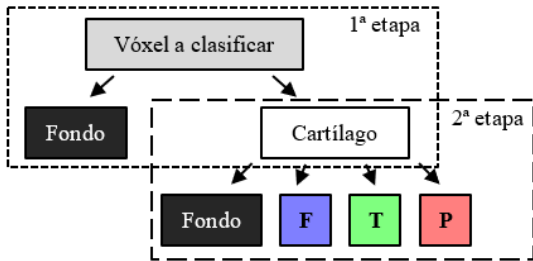 1ª etapa
Vóxel a clasificar
Fondo
Cartílago
2ª etapa
Fondo
F
T
P